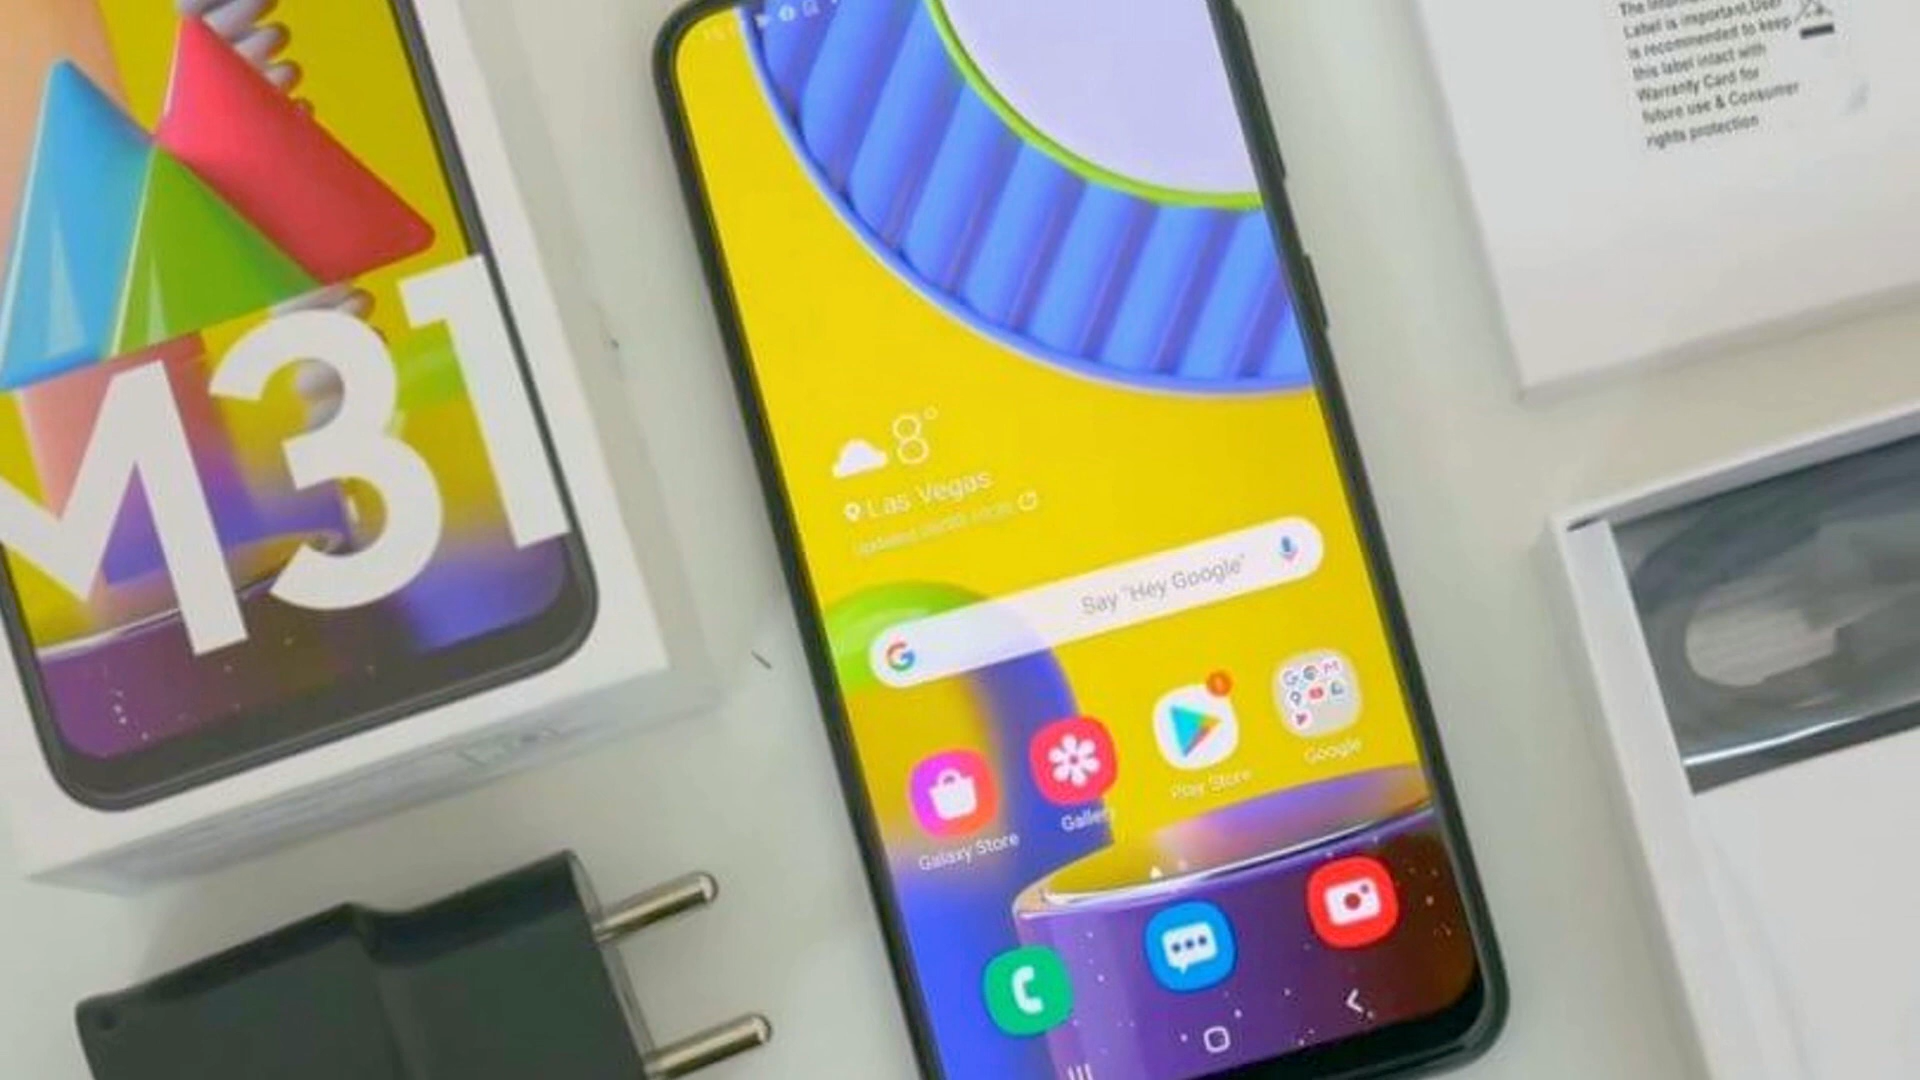 M31
8°
Las Vegas
Updated
Say "Hey Google"
G
Galaxy Store
Gallery
Play Store
Google
Label is important,User
is recommended to keep
this label intact with
Warranty Card for
future use & Consumer
rights protection